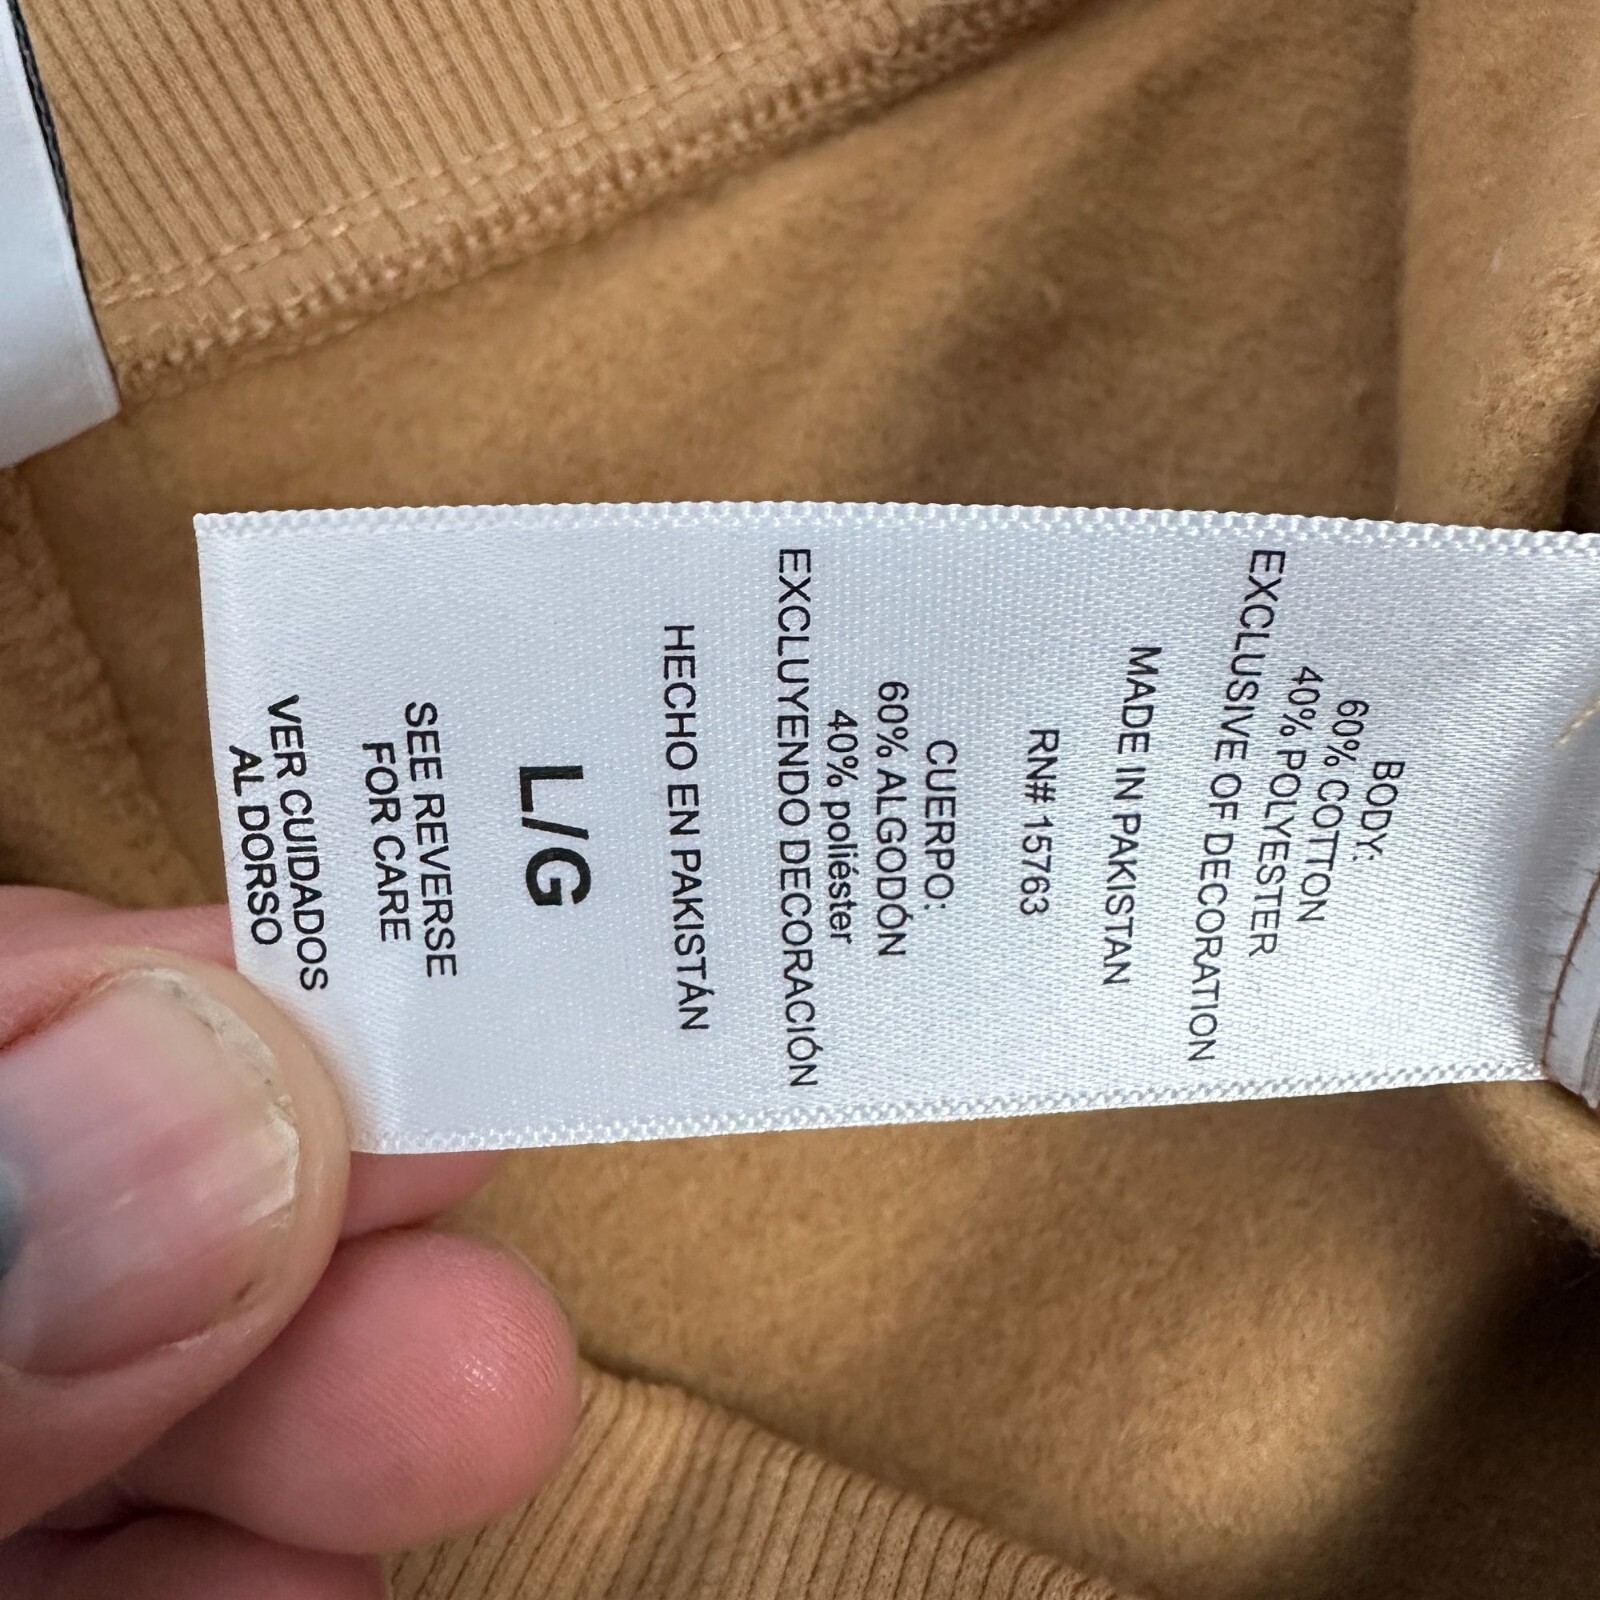 BODY:
60% COTTON
40% POLYESTER
EXCLUSIVE OF DECORATION
MADE IN PAKISTAN
RN# 15763
CUERPO:
60% ALGODÓN
40% poliéster
EXCLUYENDO DECORACIÓN
HECHO EN PAKISTÁN
L/G
SEE REVERSE
FOR CARE
VER CUIDADOS
AL DORSO